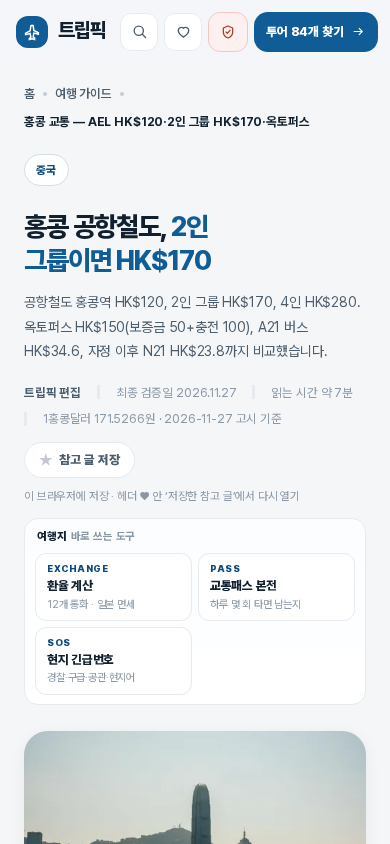 트립픽
투어 84개 찾기 →
홈 • 여행 가이드 •
홍콩 교통 — AEL HK$120·2인 그룹 HK$170·옥토퍼스
중국
홍콩 공항철도, 2인
그룹이면 HK$170
공항철도 홍콩역 HK$120, 2인 그룹 HK$170, 4인 HK$280.
옥토퍼스 HK$150(보증금 50+충전 100), A21 버스
HK$34.6, 자정 이후 N21 HK$23.8까지 비교했습니다.
트립픽 편집 | 최종 검증일 2026.11.27 | 읽는 시간 약 7분
| 1홍콩달러 171.5266원 · 2026-11-27 고시 기준
★ 참고 글 저장
이 브라우저에 저장 · 헤더 ♥ 안 '저장한 참고 글'에서 다시 열기
여행지 바로 쓰는 도구
EXCHANGE
환율 계산
12개 통화 · 일본 면세
PASS
교통패스 본전
하루 몇 회 타면 남는지
SOS
현지 긴급번호
경찰·구급·공관·현지어